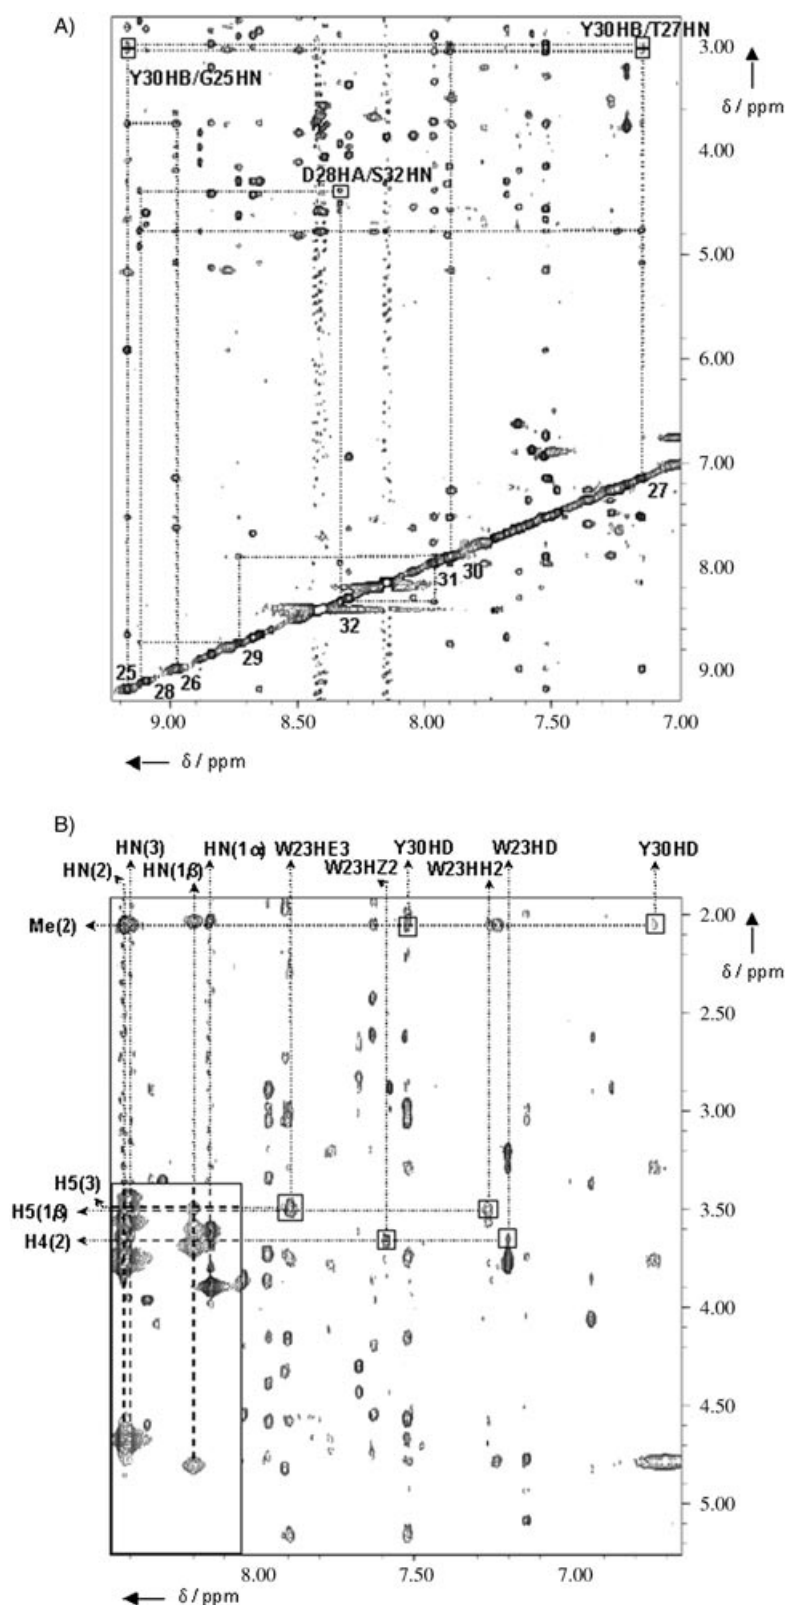 A)
Y30HB/T27HN
3.00
Y30HB/G25HN
δ / ppm
4.00
D28HA/S32HN
5.00
6.00
7.00
27
8.00
31 30
32
29
9.00
25 28 26
9.00 8.50 8.00 7.50 7.00
δ / ppm
B)
HN(3) HN(1α) W23HE3 Y30HD W23HD Y30HD
HN(2) HN(1β) W23HZ2 W23HH2
Me(2)
2.00
δ / ppm
2.50
3.00
H5(3)
H5(1β)
3.50
H4(2)
4.00
4.50
5.00
8.00 7.50 7.00
δ / ppm